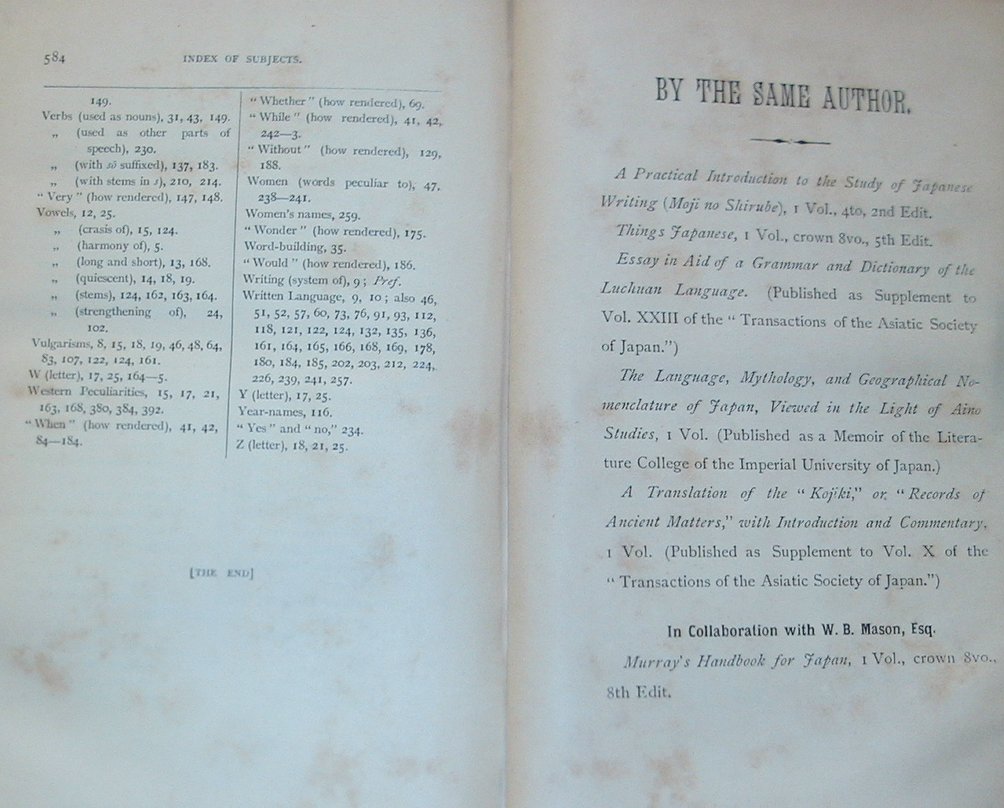 584
INDEX OF SUBJECTS.
149.
Verbs (used as nouns), 31, 43, 149.
„ (used as other parts of
speech), 230.
„ (with sō suffixed), 137, 183.
„ (with stems in s), 210, 214.
“Very” (how rendered), 147, 148.
Vowels, 12, 25.
„ (crasis of), 15, 124.
„ (harmony of), 5.
„ (long and short), 13, 168.
„ (quiescent), 14, 18, 19.
„ (stems), 124, 162, 163, 164.
„ (strengthening of), 24,
102.
Vulgarisms, 8, 15, 18, 19, 46, 48, 64,
83, 107, 122, 124, 161.
W (letter), 17, 25, 164—5.
Western Peculiarities, 15, 17, 21,
163, 168, 380, 384, 392.
“When” (how rendered), 41, 42,
84—184.
“Whether” (how rendered), 69.
“While” (how rendered), 41, 42,
242—3.
“Without” (how rendered), 129,
188.
Women (words peculiar to), 47,
238—241.
Women's names, 259.
“Wonder” (how rendered), 175.
Word-building, 35.
“Would” (how rendered), 186.
Writing (system of), 9; Pref.
Written Language, 9, 10; also 46,
51, 52, 57, 60, 73, 76, 91, 93, 112,
118, 121, 122, 124, 132, 135, 136,
161, 164, 165, 166, 168, 169, 178,
180, 184, 185, 202, 203, 212, 224,
226, 239, 241, 257.
Y (letter), 17, 25.
Year-names, 116.
“Yes” and “no,” 234.
Z (letter), 18, 21, 25.
[THE END]
BY THE SAME AUTHOR.
A Practical Introduction to the Study of Japanese
Writing (Moji no Shirube), 1 Vol., 4to, 2nd Edit.
Things Japanese, 1 Vol., crown 8vo., 5th Edit.
Essay in Aid of a Grammar and Dictionary of the
Luchuan Language. (Published as Supplement to
Vol. XXIII of the “Transactions of the Asiatic Society
of Japan.”)
The Language, Mythology, and Geographical No-
menclature of Japan, Viewed in the Light of Aino
Studies, 1 Vol. (Published as a Memoir of the Litera-
ture College of the Imperial University of Japan.)
A Translation of the “Kojiki,” or, “Records of
Ancient Matters,” with Introduction and Commentary,
1 Vol. (Published as Supplement to Vol. X of the
“Transactions of the Asiatic Society of Japan.”)
In Collaboration with W. B. Mason, Esq.
Murray's Handbook for Japan, 1 Vol., crown 8vo.,
8th Edit.